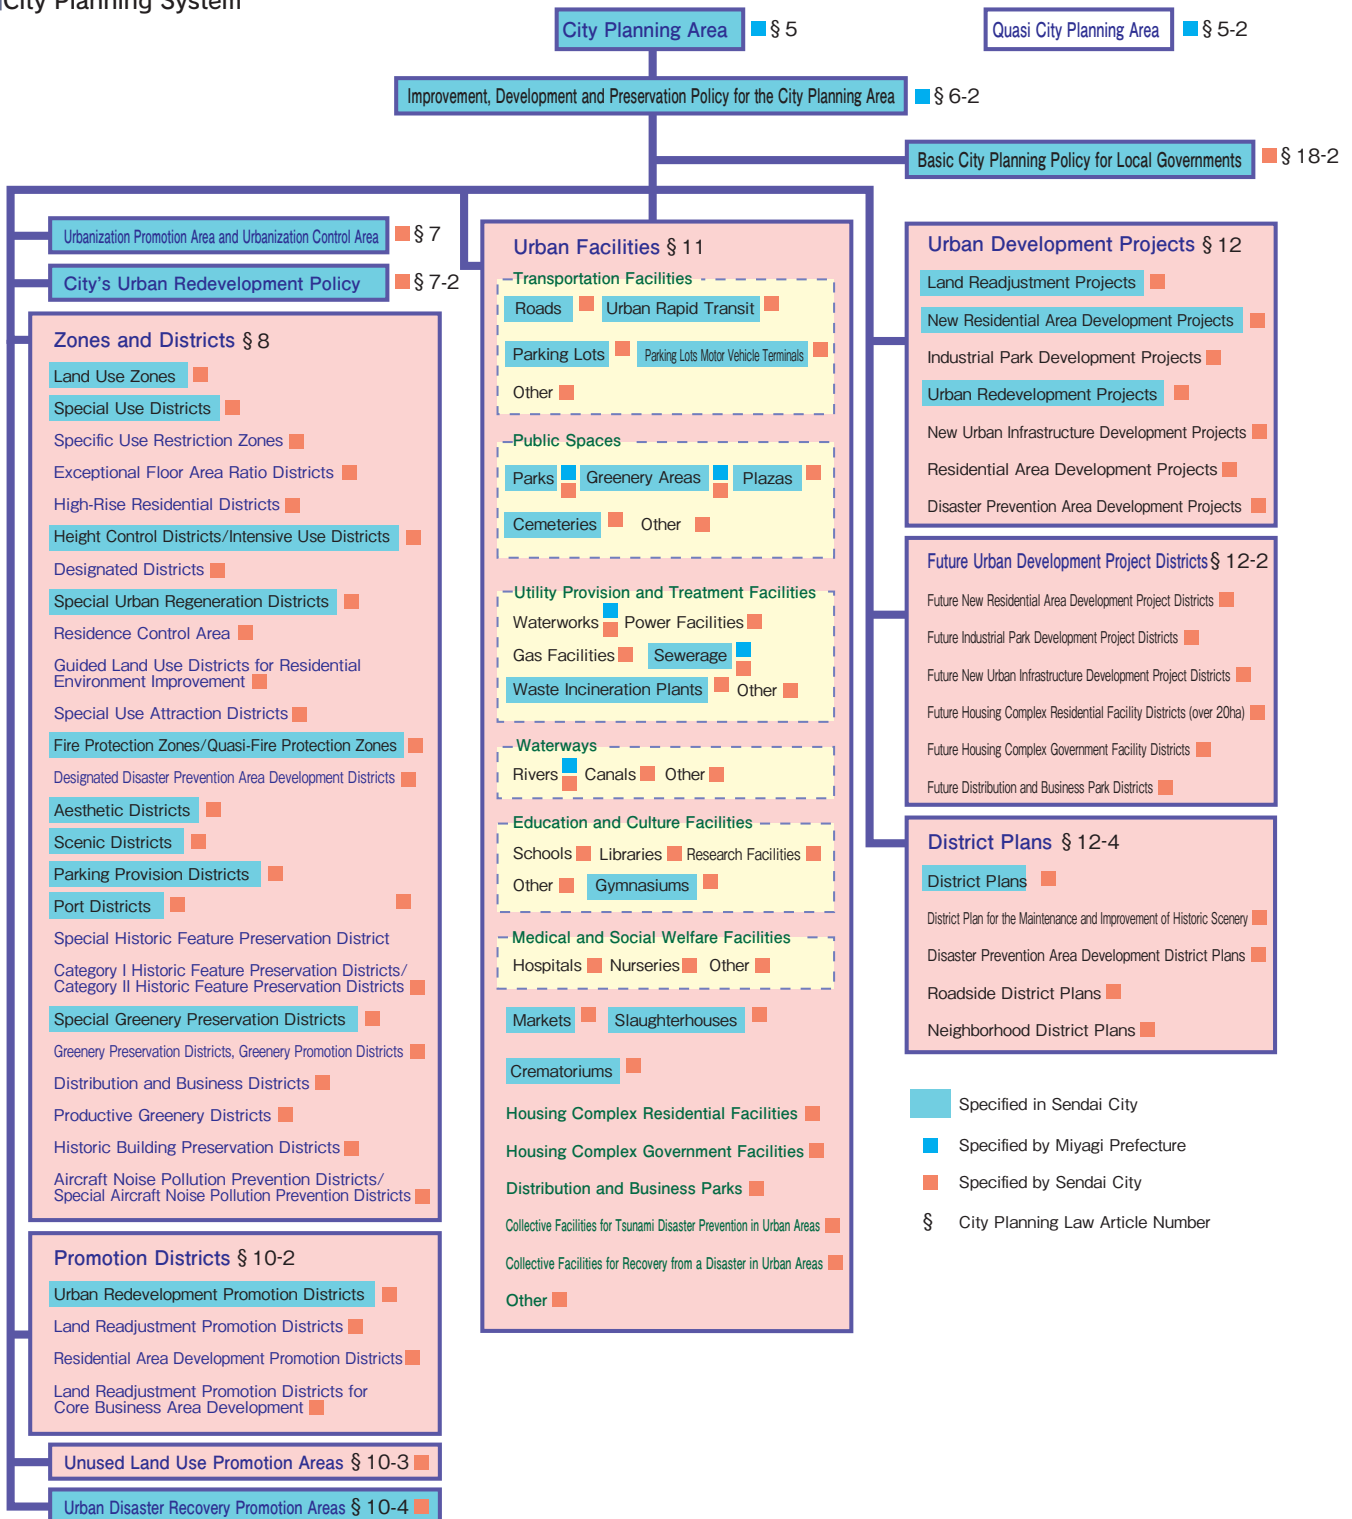 City Planning System
City Planning Area § 5
Quasi City Planning Area § 5-2
Improvement, Development and Preservation Policy for the City Planning Area § 6-2
Basic City Planning Policy for Local Governments § 18-2
Urbanization Promotion Area and Urbanization Control Area § 7
City's Urban Redevelopment Policy § 7-2
Zones and Districts § 8
Land Use Zones
Special Use Districts
Specific Use Restriction Zones
Exceptional Floor Area Ratio Districts
High-Rise Residential Districts
Height Control Districts/Intensive Use Districts
Designated Districts
Special Urban Regeneration Districts
Residence Control Area
Guided Land Use Districts for Residential
Environment Improvement
Special Use Attraction Districts
Fire Protection Zones/Quasi-Fire Protection Zones
Designated Disaster Prevention Area Development Districts
Aesthetic Districts
Scenic Districts
Parking Provision Districts
Port Districts
Special Historic Feature Preservation District
Category I Historic Feature Preservation Districts/
Category II Historic Feature Preservation Districts
Special Greenery Preservation Districts
Greenery Preservation Districts, Greenery Promotion Districts
Distribution and Business Districts
Productive Greenery Districts
Historic Building Preservation Districts
Aircraft Noise Pollution Prevention Districts/
Special Aircraft Noise Pollution Prevention Districts
Promotion Districts § 10-2
Urban Redevelopment Promotion Districts
Land Readjustment Promotion Districts
Residential Area Development Promotion Districts
Land Readjustment Promotion Districts for
Core Business Area Development
Unused Land Use Promotion Areas § 10-3
Urban Disaster Recovery Promotion Areas § 10-4
Urban Facilities § 11
Transportation Facilities
Roads Urban Rapid Transit
Parking Lots Parking Lots Motor Vehicle Terminals
Other
Public Spaces
Parks Greenery Areas Plazas
Cemeteries Other
Utility Provision and Treatment Facilities
Waterworks Power Facilities
Gas Facilities Sewerage
Waste Incineration Plants Other
Waterways
Rivers Canals Other
Education and Culture Facilities
Schools Libraries Research Facilities
Other Gymnasiums
Medical and Social Welfare Facilities
Hospitals Nurseries Other
Markets Slaughterhouses
Crematoriums
Housing Complex Residential Facilities
Housing Complex Government Facilities
Distribution and Business Parks
Collective Facilities for Tsunami Disaster Prevention in Urban Areas
Collective Facilities for Recovery from a Disaster in Urban Areas
Other
Urban Development Projects § 12
Land Readjustment Projects
New Residential Area Development Projects
Industrial Park Development Projects
Urban Redevelopment Projects
New Urban Infrastructure Development Projects
Residential Area Development Projects
Disaster Prevention Area Development Projects
Future Urban Development Project Districts § 12-2
Future New Residential Area Development Project Districts
Future Industrial Park Development Project Districts
Future New Urban Infrastructure Development Project Districts
Future Housing Complex Residential Facility Districts (over 20ha)
Future Housing Complex Government Facility Districts
Future Distribution and Business Park Districts
District Plans § 12-4
District Plans
District Plan for the Maintenance and Improvement of Historic Scenery
Disaster Prevention Area Development District Plans
Roadside District Plans
Neighborhood District Plans
Specified in Sendai City
Specified by Miyagi Prefecture
Specified by Sendai City
§ City Planning Law Article Number